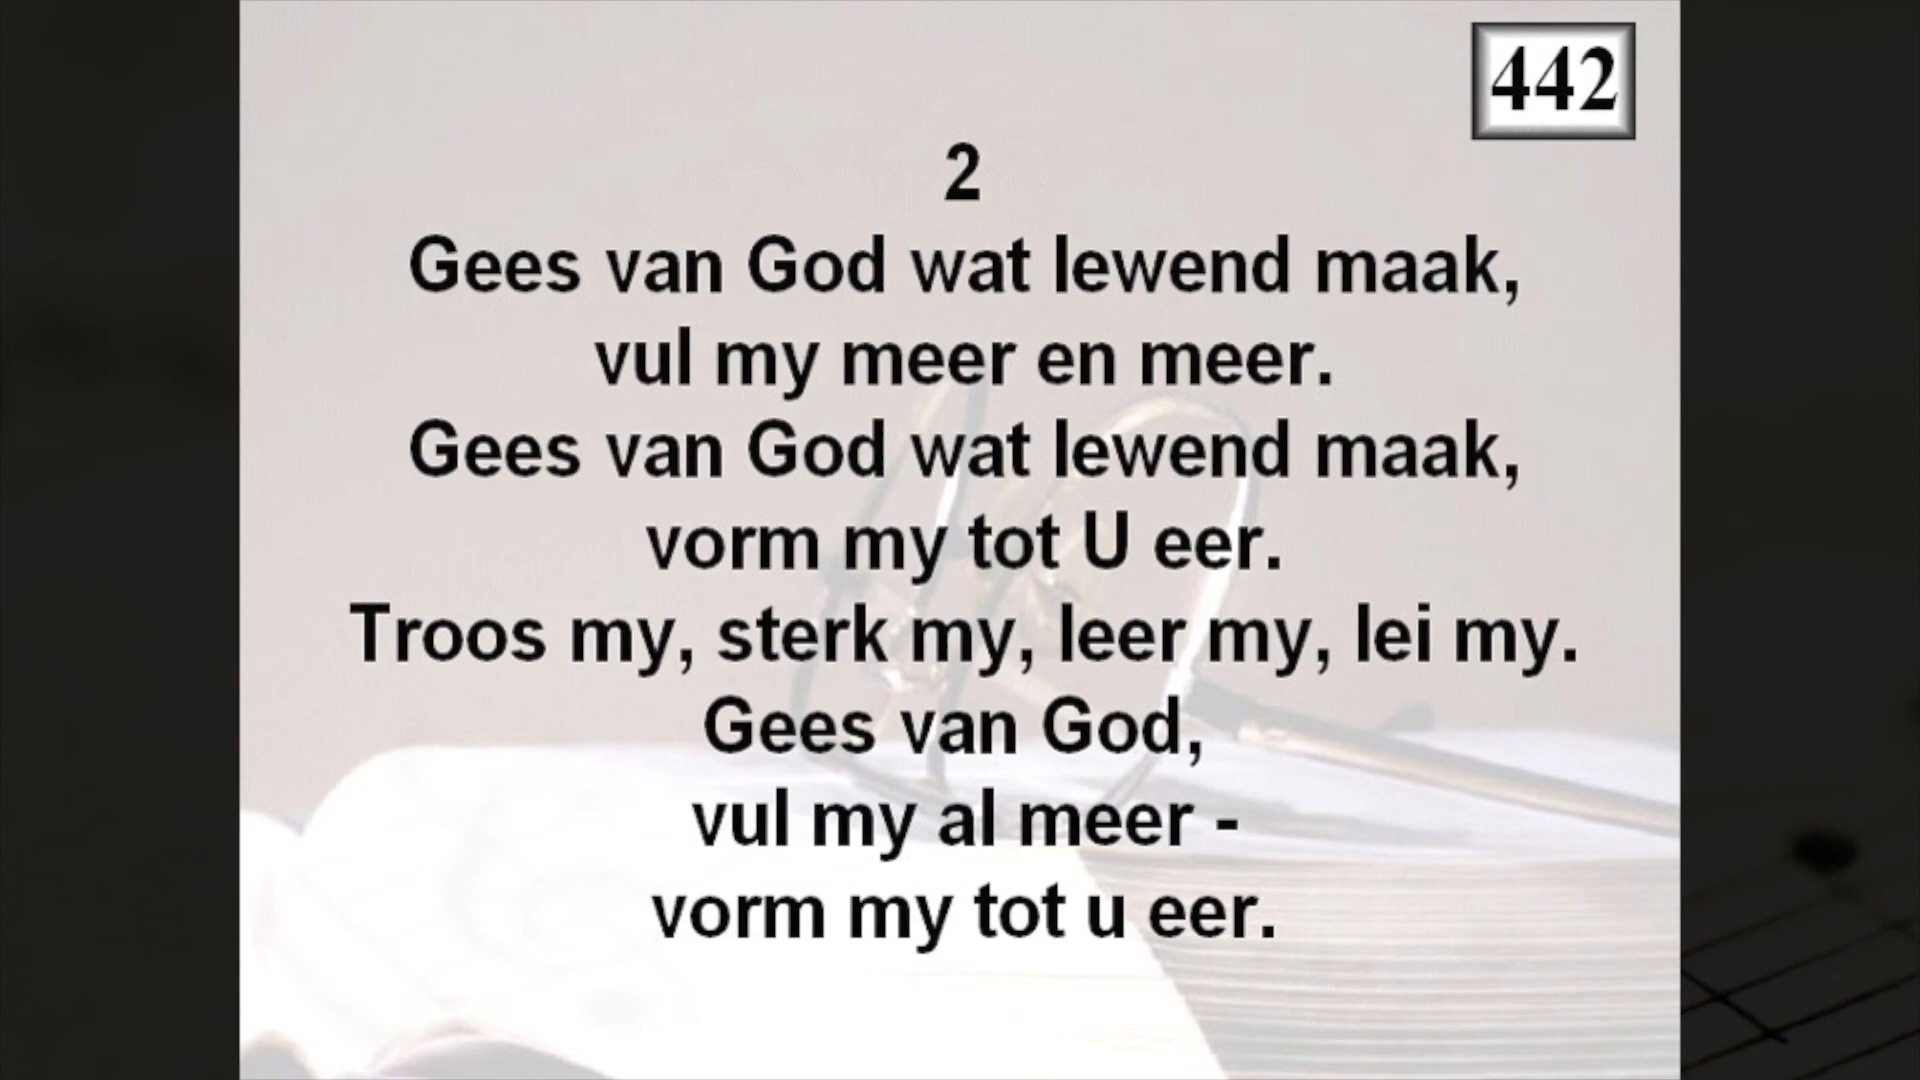 442
2
Gees van God wat lewend maak,
vul my meer en meer.
Gees van God wat lewend maak,
vorm my tot U eer.
Troos my, sterk my, leer my, lei my.
Gees van God,
vul my al meer -
vorm my tot u eer.